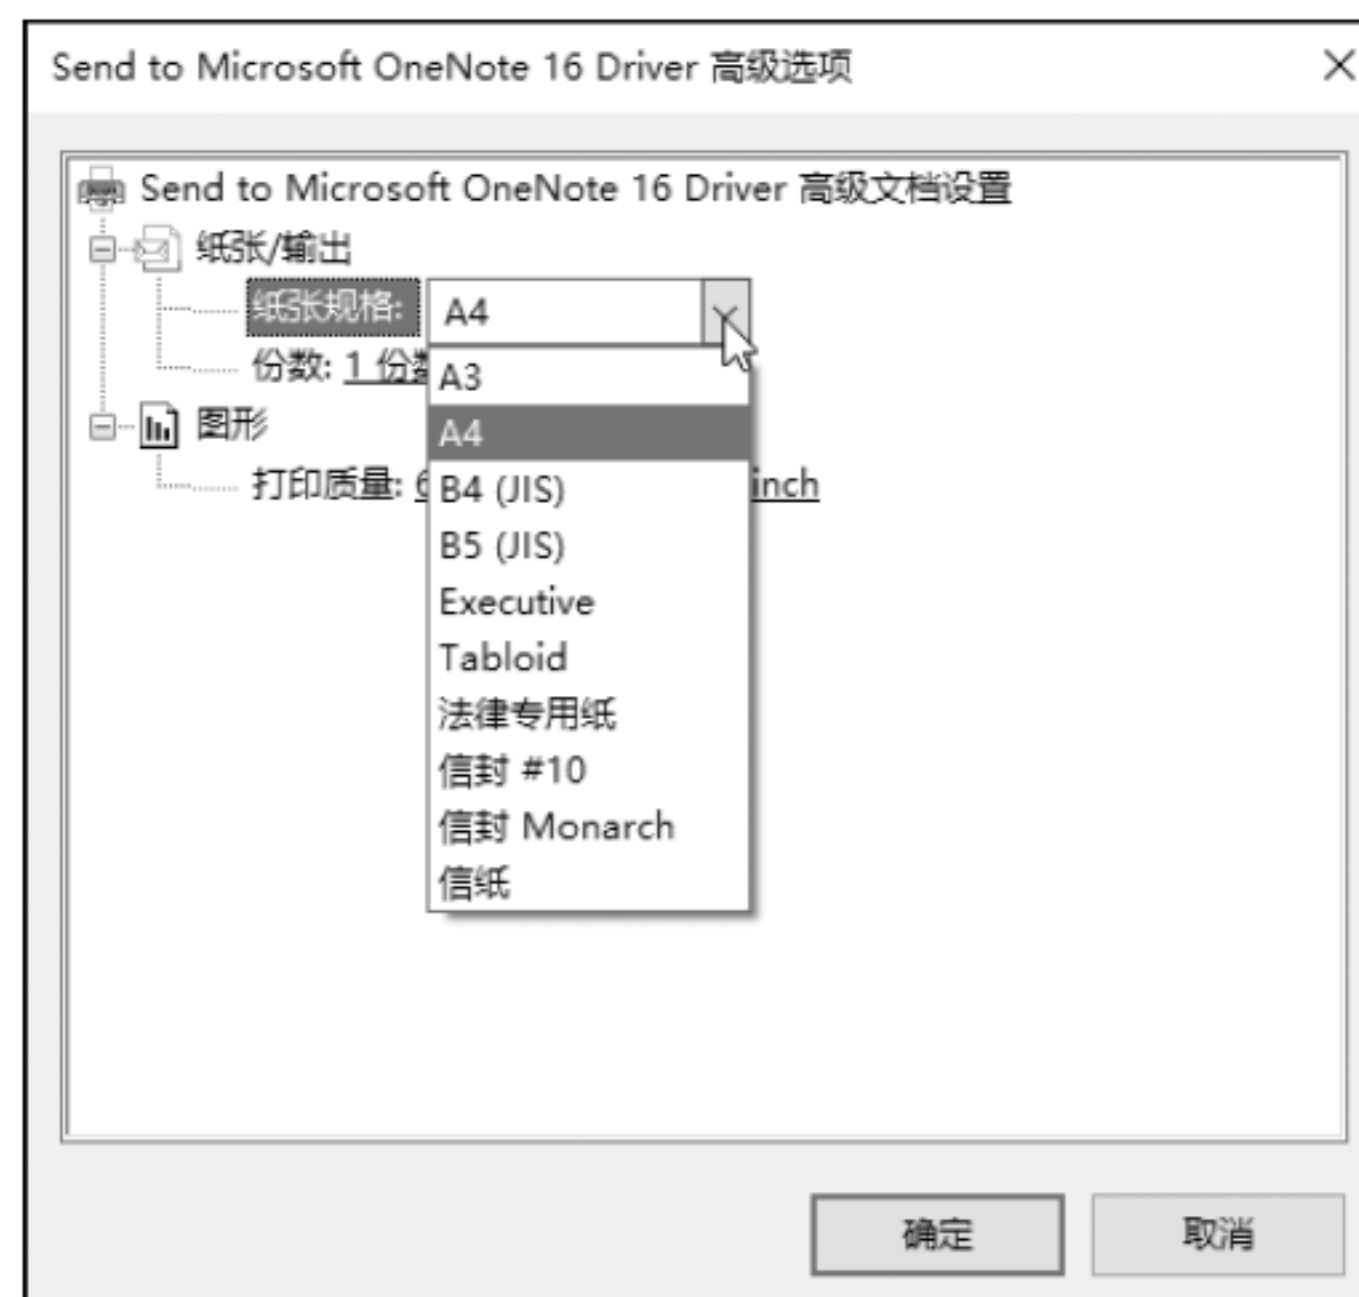 Send to Microsoft OneNote 16 Driver 高级选项
Send to Microsoft OneNote 16 Driver 高级文档设置
纸张/输出
纸张规格: A4
份数: 1 份
A3
图形
A4
打印质量: inch
B4 (JIS)
B5 (JIS)
Executive
Tabloid
法律专用纸
信封 #10
信封 Monarch
信纸
确定 取消